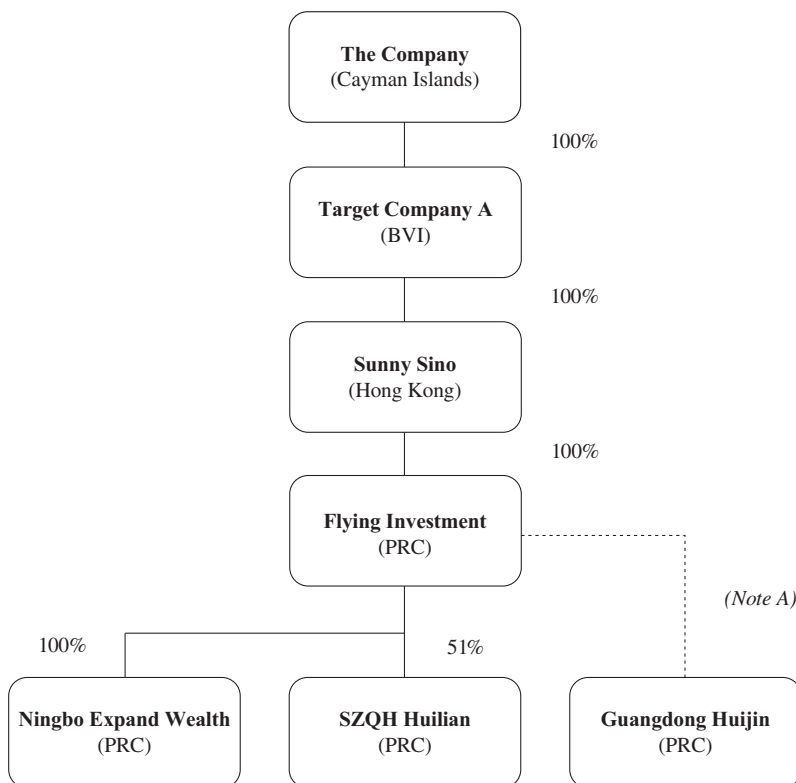 The Company
(Cayman Islands)
100%
Target Company A
(BVI)
100%
Sunny Sino
(Hong Kong)
100%
Flying Investment
(PRC)
(Note A)
100%
51%
Ningbo Expand Wealth
(PRC)
SZQH Huilian
(PRC)
Guangdong Huijin
(PRC)